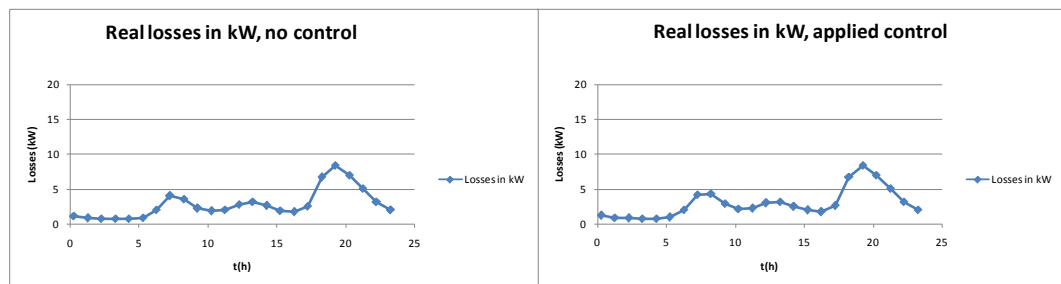 Real losses in kW, no control
20
15
10
5
0
0 5 10 15 20 25
Losses (kW)
t(h)
Losses in kW
Real losses in kW, applied control
20
15
10
5
0
0 5 10 15 20 25
Losses (kW)
t(h)
Losses in kW